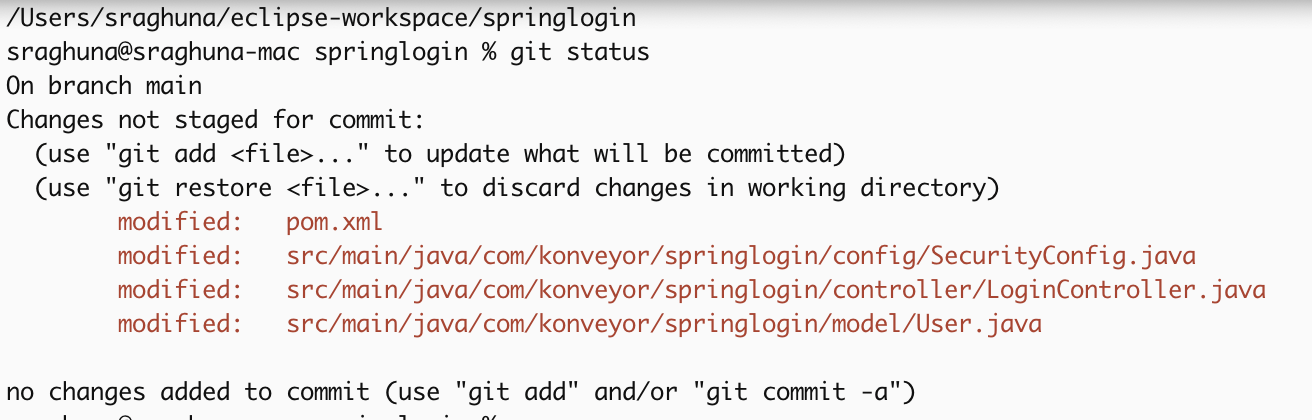 /Users/sraghuna/eclipse-workspace/springlogin
sraghuna@sraghuna-mac springlogin % git status
On branch main
Changes not staged for commit:
  (use "git add <file>..." to update what will be committed)
  (use "git restore <file>..." to discard changes in working directory)
        modified:   pom.xml
        modified:   src/main/java/com/konveyor/springlogin/config/SecurityConfig.java
        modified:   src/main/java/com/konveyor/springlogin/controller/LoginController.java
        modified:   src/main/java/com/konveyor/springlogin/model/User.java

no changes added to commit (use "git add" and/or "git commit -a")